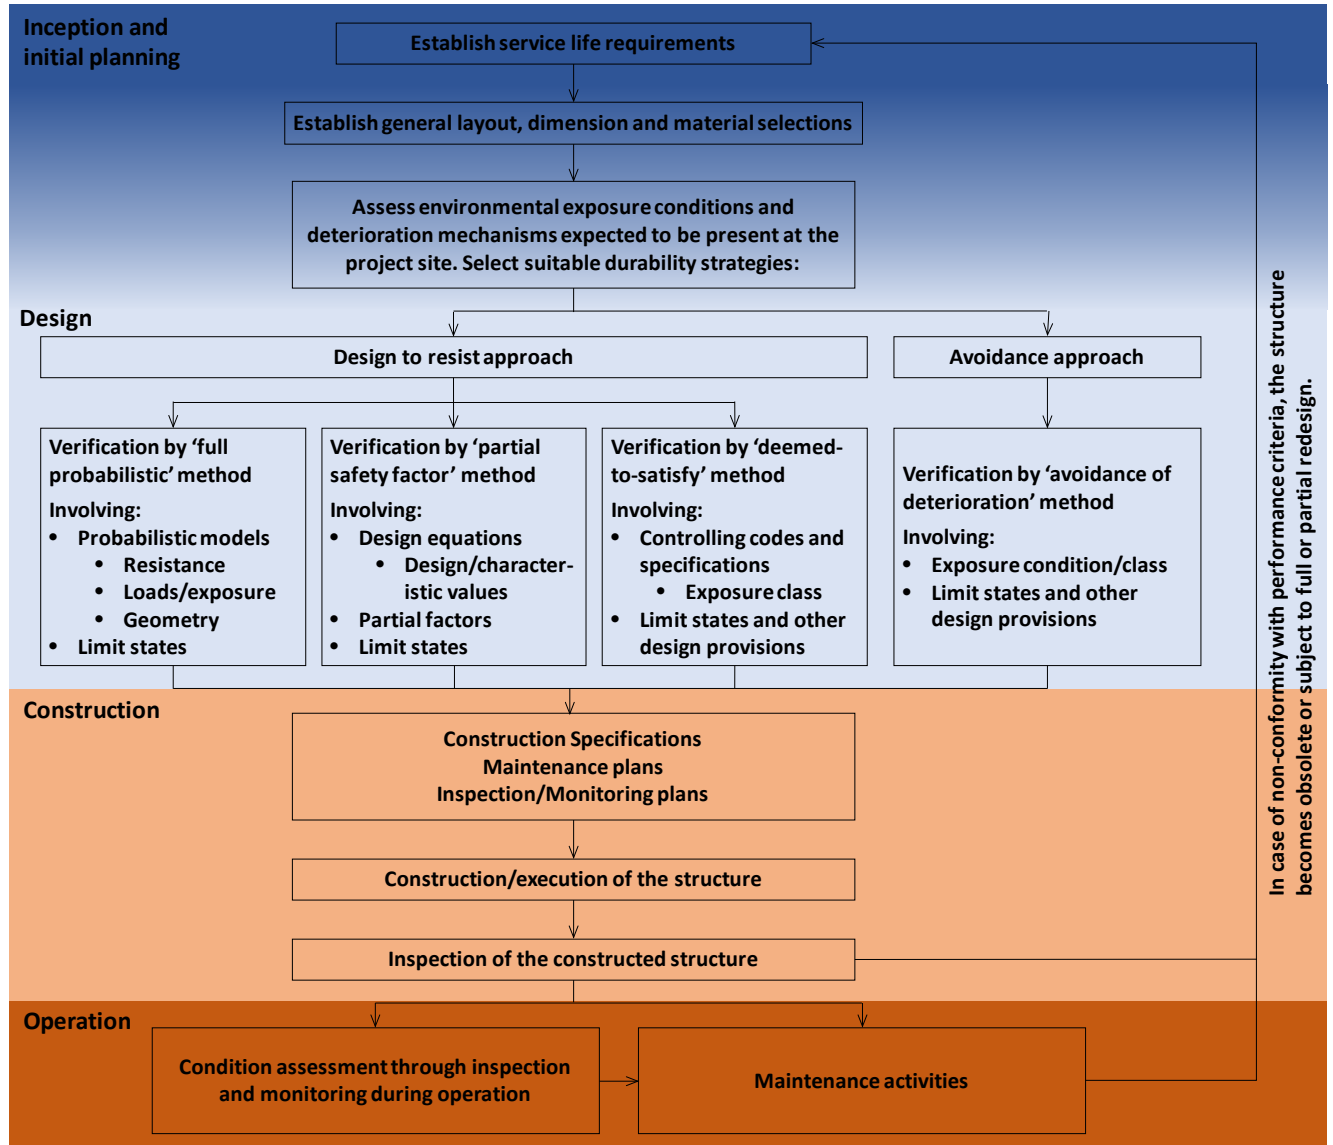 Inception and
initial planning
Establish service life requirements
Establish general layout, dimension and material selections
Assess environmental exposure conditions and
deterioration mechanisms expected to be present at the
project site. Select suitable durability strategies:
Design
Design to resist approach
Avoidance approach
Verification by ‘full
probabilistic’ method
Involving:
• Probabilistic models
• Resistance
• Loads/exposure
• Geometry
• Limit states
Verification by ‘partial
safety factor’ method
Involving:
• Design equations
• Design/character-
istic values
• Partial factors
• Limit states
Verification by ‘deemed-
to-satisfy’ method
Involving:
• Controlling codes and
specifications
• Exposure class
• Limit states and other
design provisions
Verification by ‘avoidance of
deterioration’ method
Involving:
• Exposure condition/class
• Limit states and other
design provisions
Construction
Construction Specifications
Maintenance plans
Inspection/Monitoring plans
Construction/execution of the structure
Inspection of the constructed structure
Operation
Condition assessment through inspection
and monitoring during operation
Maintenance activities
In case of non-conformity with performance criteria, the structure
becomes obsolete or subject to full or partial redesign.